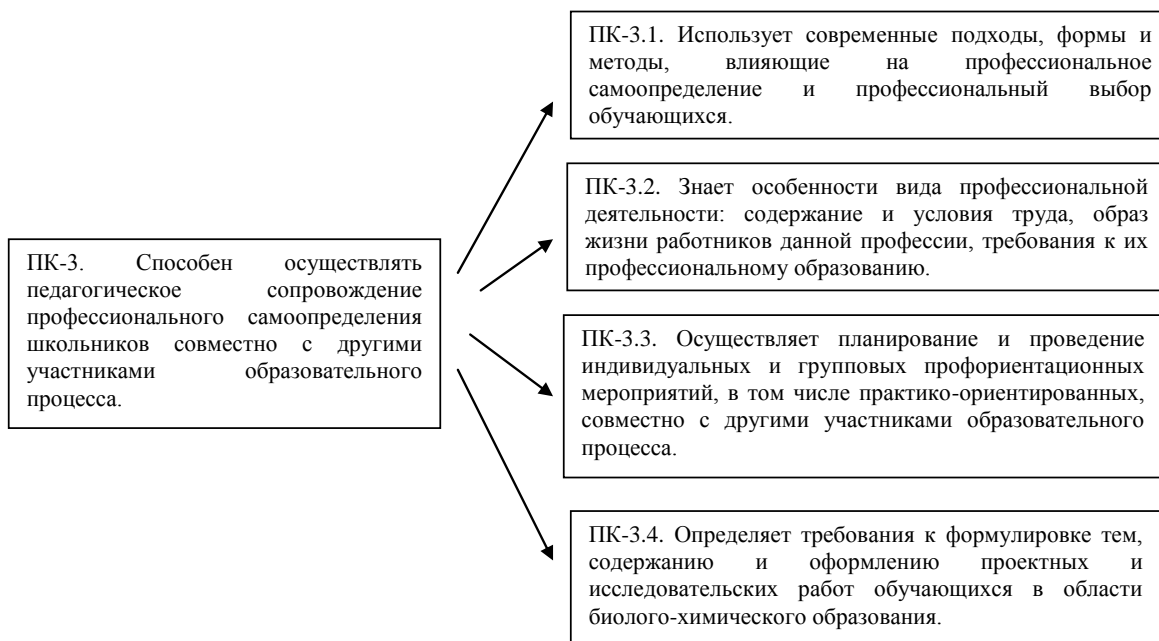 ПК-3.1. Использует современные подходы, формы и
методы, влияющие на профессиональное
самоопределение и профессиональный выбор
обучающихся.
ПК-3.2. Знает особенности вида профессиональной
деятельности: содержание и условия труда, образ
жизни работников данной профессии, требования к их
профессиональному образованию.
ПК-3. Способен осуществлять
педагогическое сопровождение
профессионального самоопределения
школьников совместно с другими
участниками образовательного
процесса.
ПК-3.3. Осуществляет планирование и проведение
индивидуальных и групповых профориентационных
мероприятий, в том числе практико-ориентированных,
совместно с другими участниками образовательного
процесса.
ПК-3.4. Определяет требования к формулировке тем,
содержанию и оформлению проектных и
исследовательских работ обучающихся в области
биолого-химического образования.